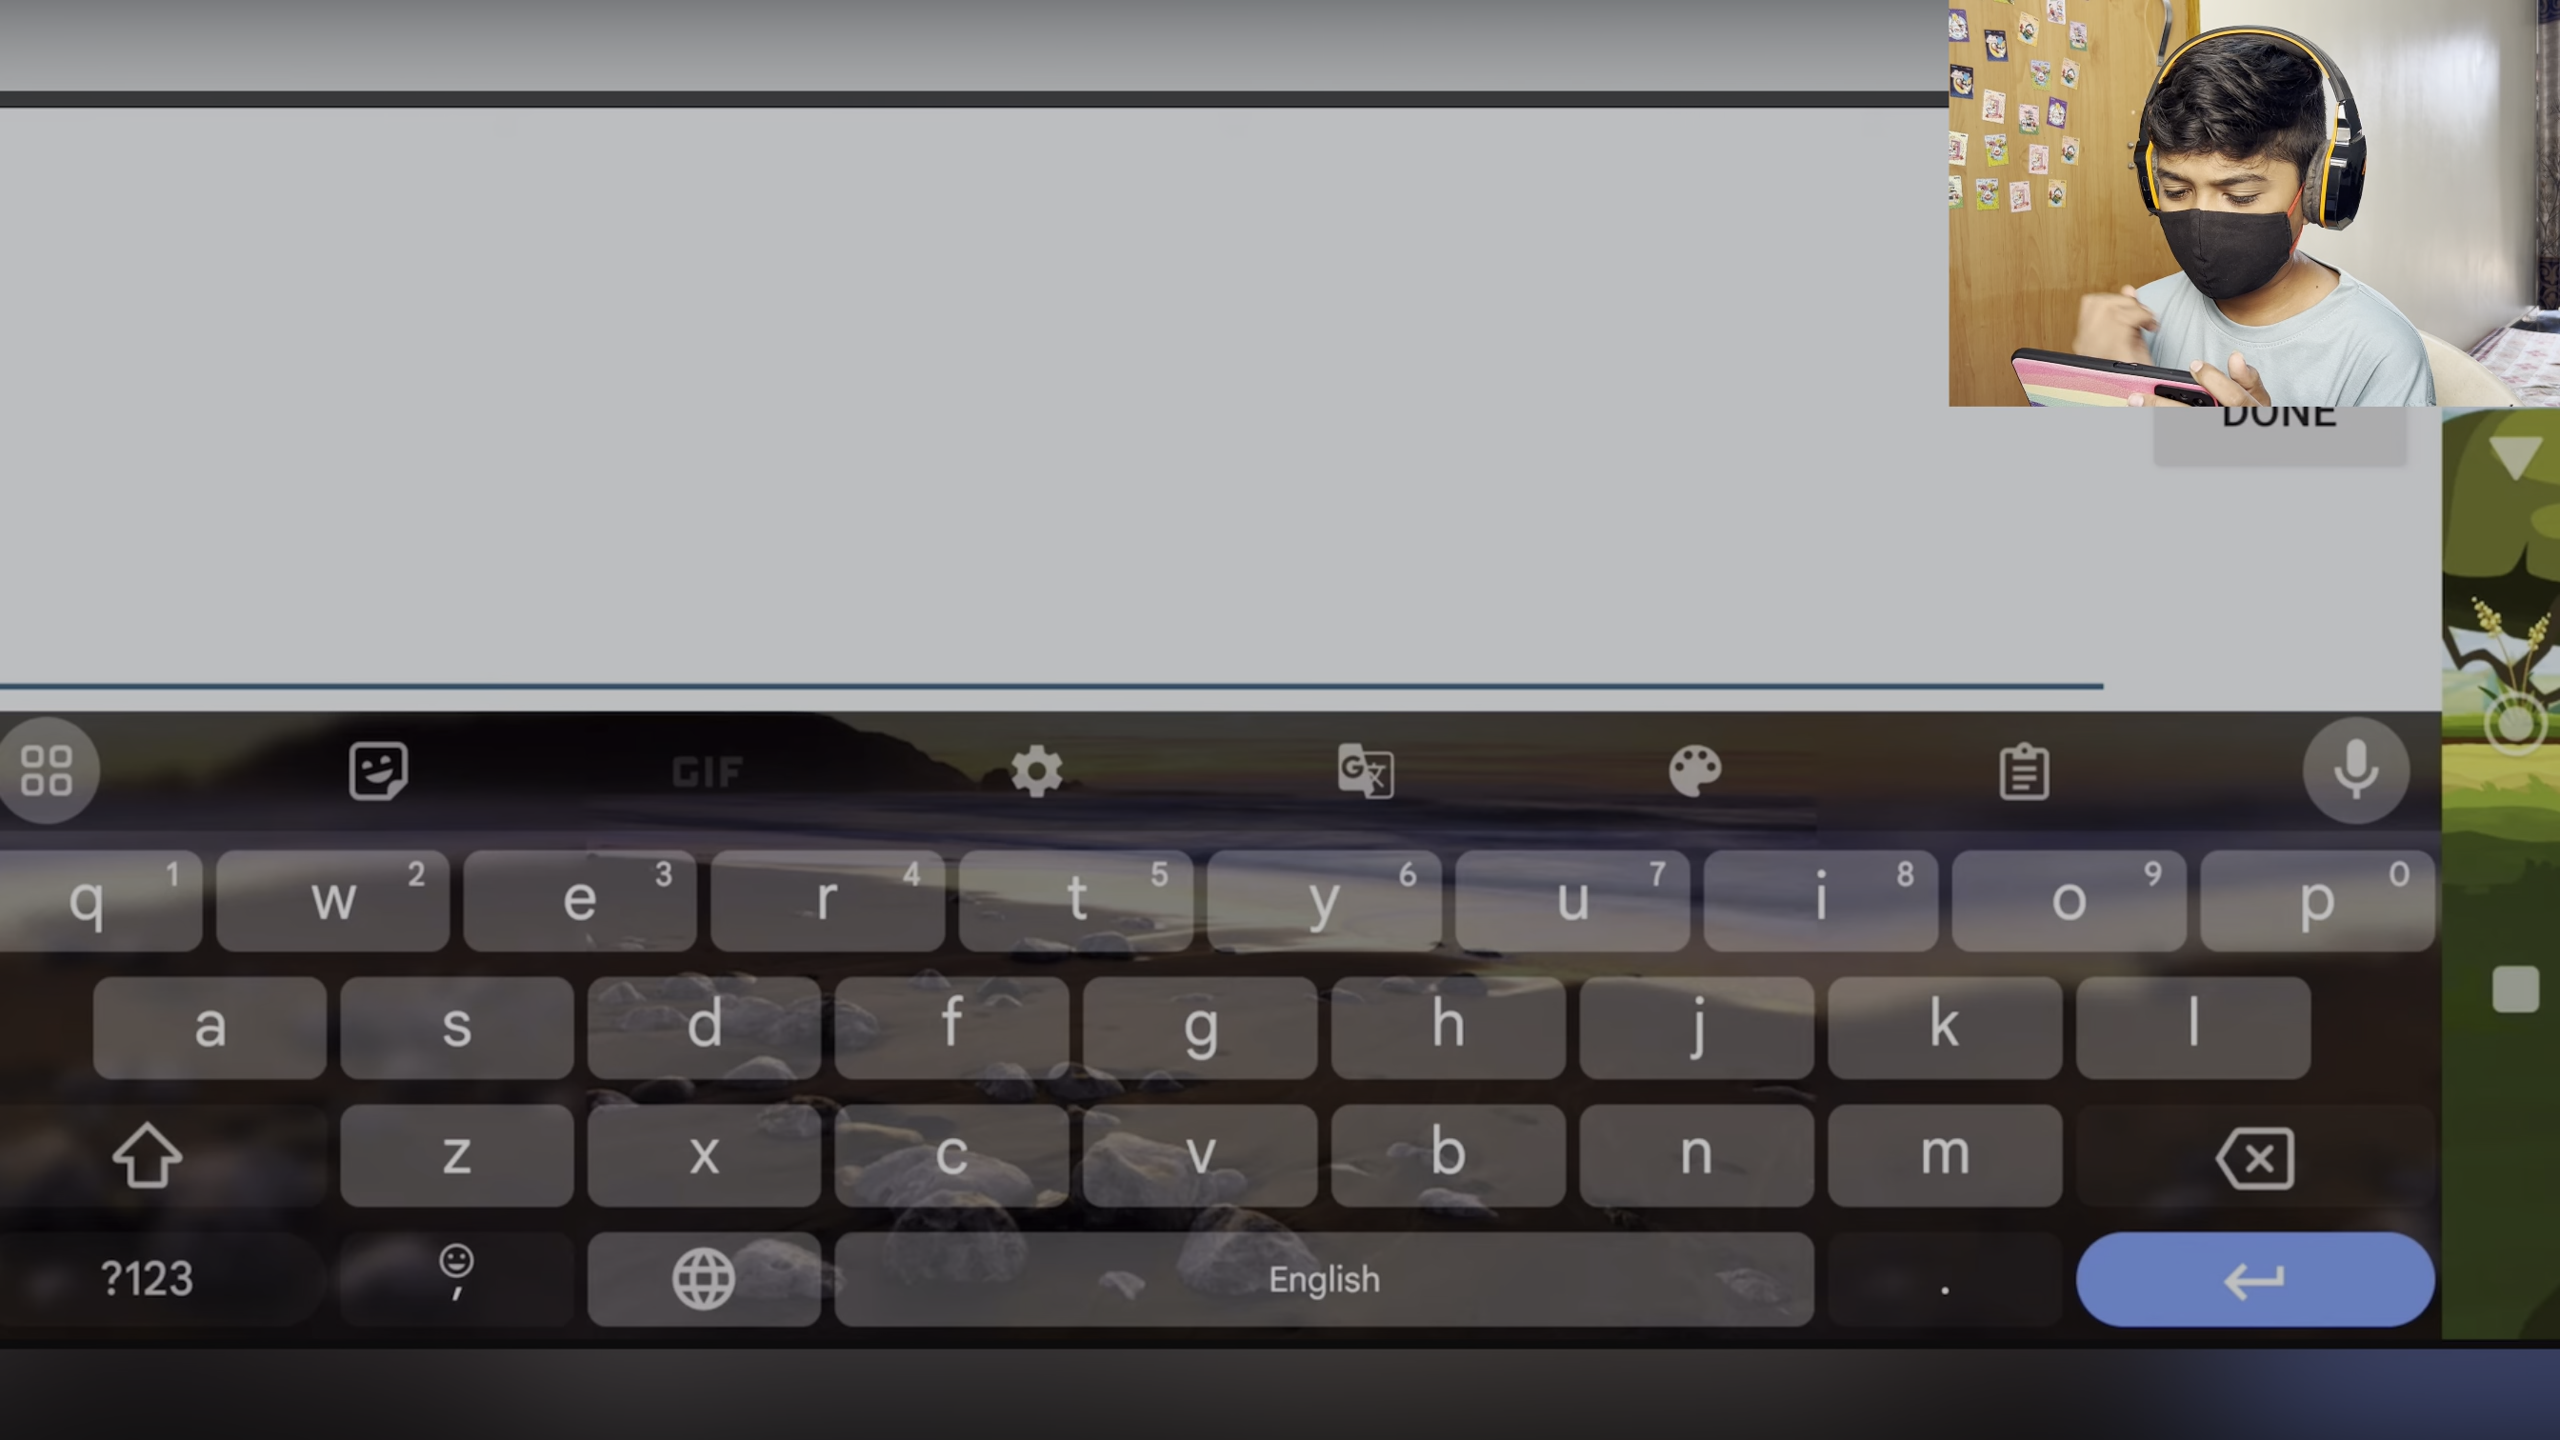 DONE
GIF
q 1 w 2 e 3 r 4 t 5 y 6 u 7 i 8 o 9 p 0
a s d f g h j k l
z x c v b n m
?123 , English .